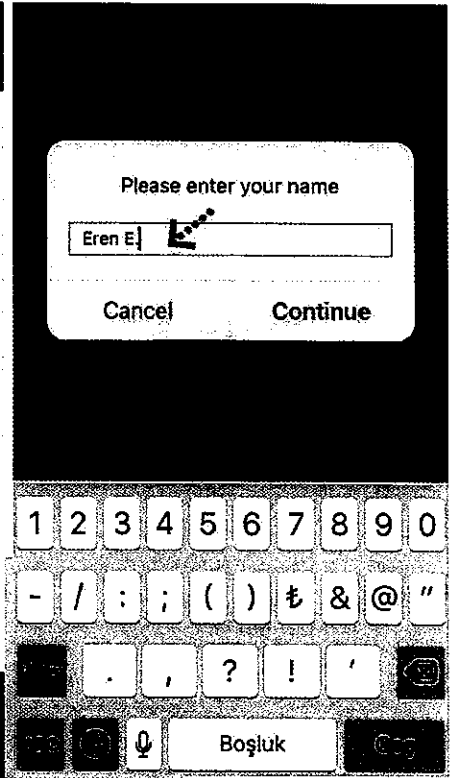 Please enter your name
Eren E.
Cancel Continue
1 2 3 4 5 6 7 8 9 0
- / : ; ( ) ₺ & @ "
. , ? ! '
Boşluk